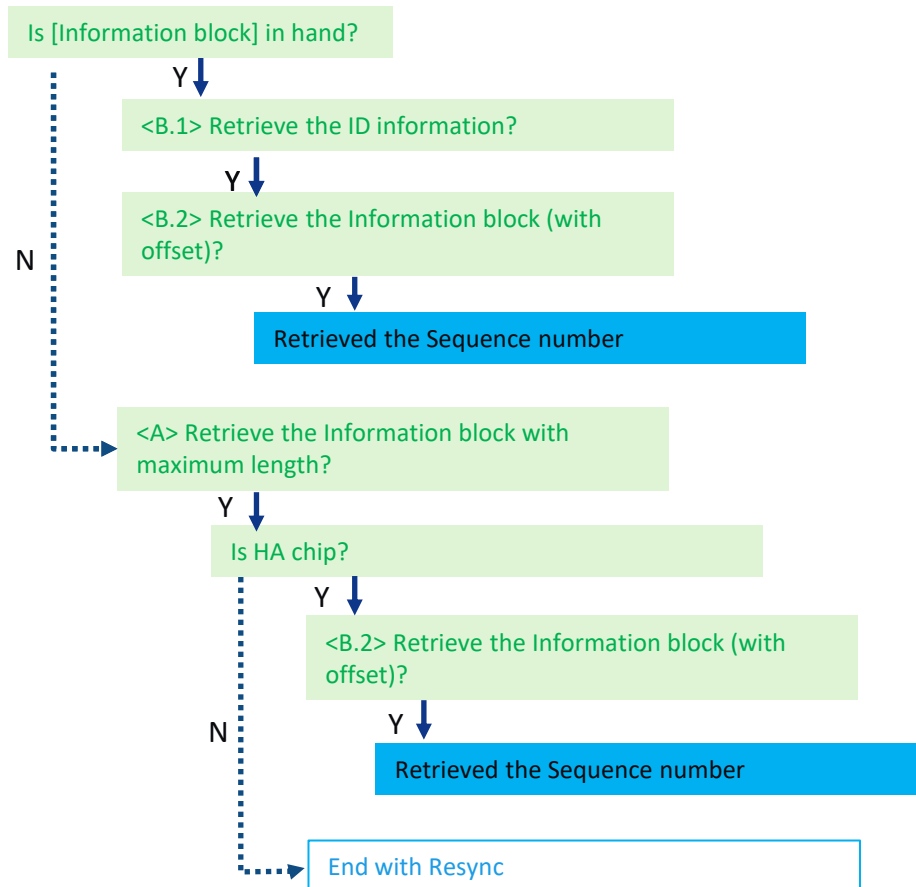 Is [Information block] in hand?
Y
<B.1> Retrieve the ID information?
Y
<B.2> Retrieve the Information block (with
offset)?
N
Y
Retrieved the Sequence number
<A> Retrieve the Information block with
maximum length?
Y
Is HA chip?
Y
<B.2> Retrieve the Information block (with
offset)?
N
Y
Retrieved the Sequence number
End with Resync